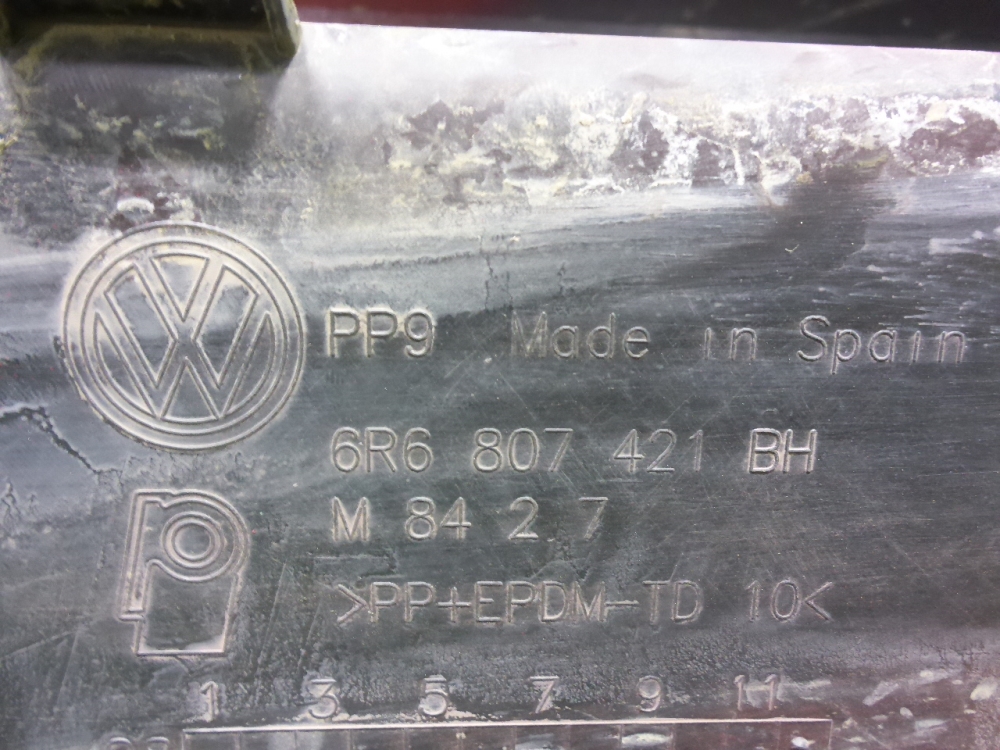 PP9 Made in Spain
6R6 807 421 BH
M 84 2 7
>PP+EPDM-TD 10<
1 3 5 7 9 11